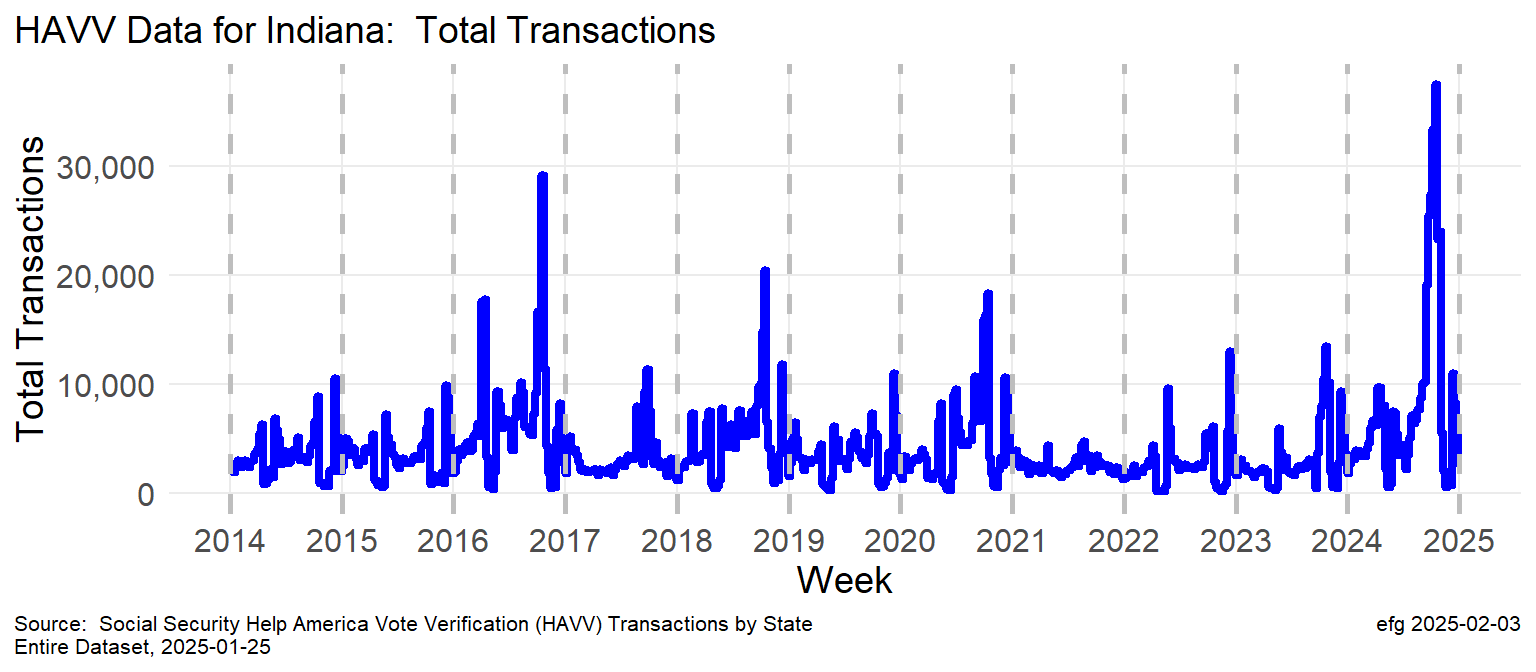 HAVV Data for Indiana:  Total Transactions
Total Transactions
30,000
20,000
10,000
0
2014 2015 2016 2017 2018 2019 2020 2021 2022 2023 2024 2025
Week
Source:  Social Security Help America Vote Verification (HAVV) Transactions by State
Entire Dataset, 2025-01-25
efg 2025-02-03